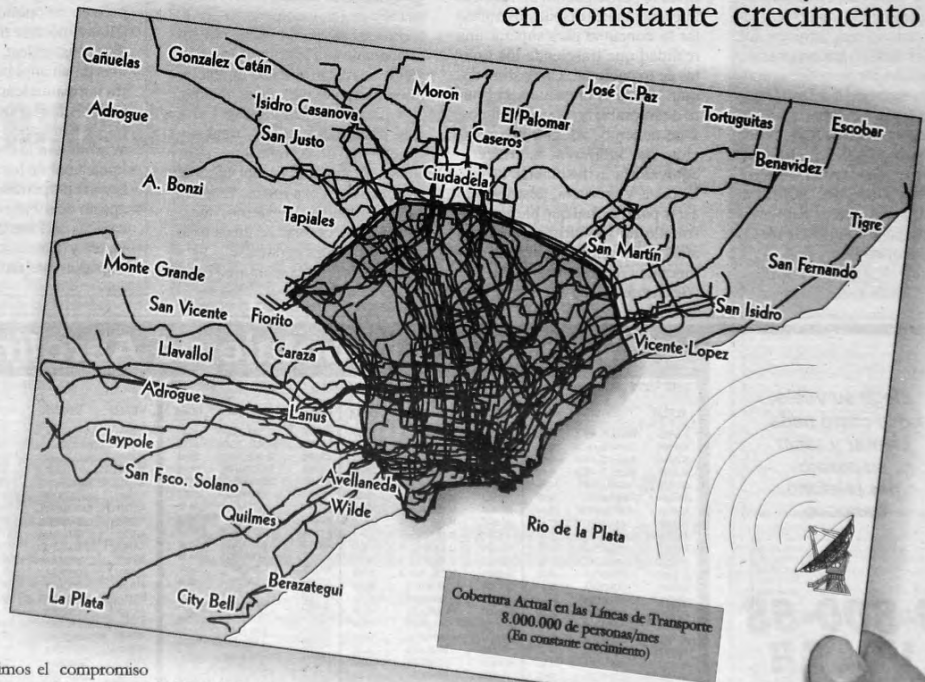 en constante crecimento
Cañuelas
Gonzalez Catán
Adrogue
Isidro Casanova
Moron
José C.Paz
El Palomar
Caseros
Tortuguitas
Escobar
San Justo
Benavidez
A. Bonzi
Ciudadela
Tapiales
Tigre
San Martín
San Fernando
Monte Grande
San Vicente
Fiorito
San Isidro
Llavallol
Caraza
Vicente Lopez
Adrogue
Lanus
Claypole
San Fsco. Solano
Avellaneda
Wilde
Quilmes
Rio de la Plata
La Plata
City Bell
Berazategui
Cobertura Actual en las Líneas de Transporte
8.000.000 de personas/mes
(En constante crecimiento)
imos el compromiso